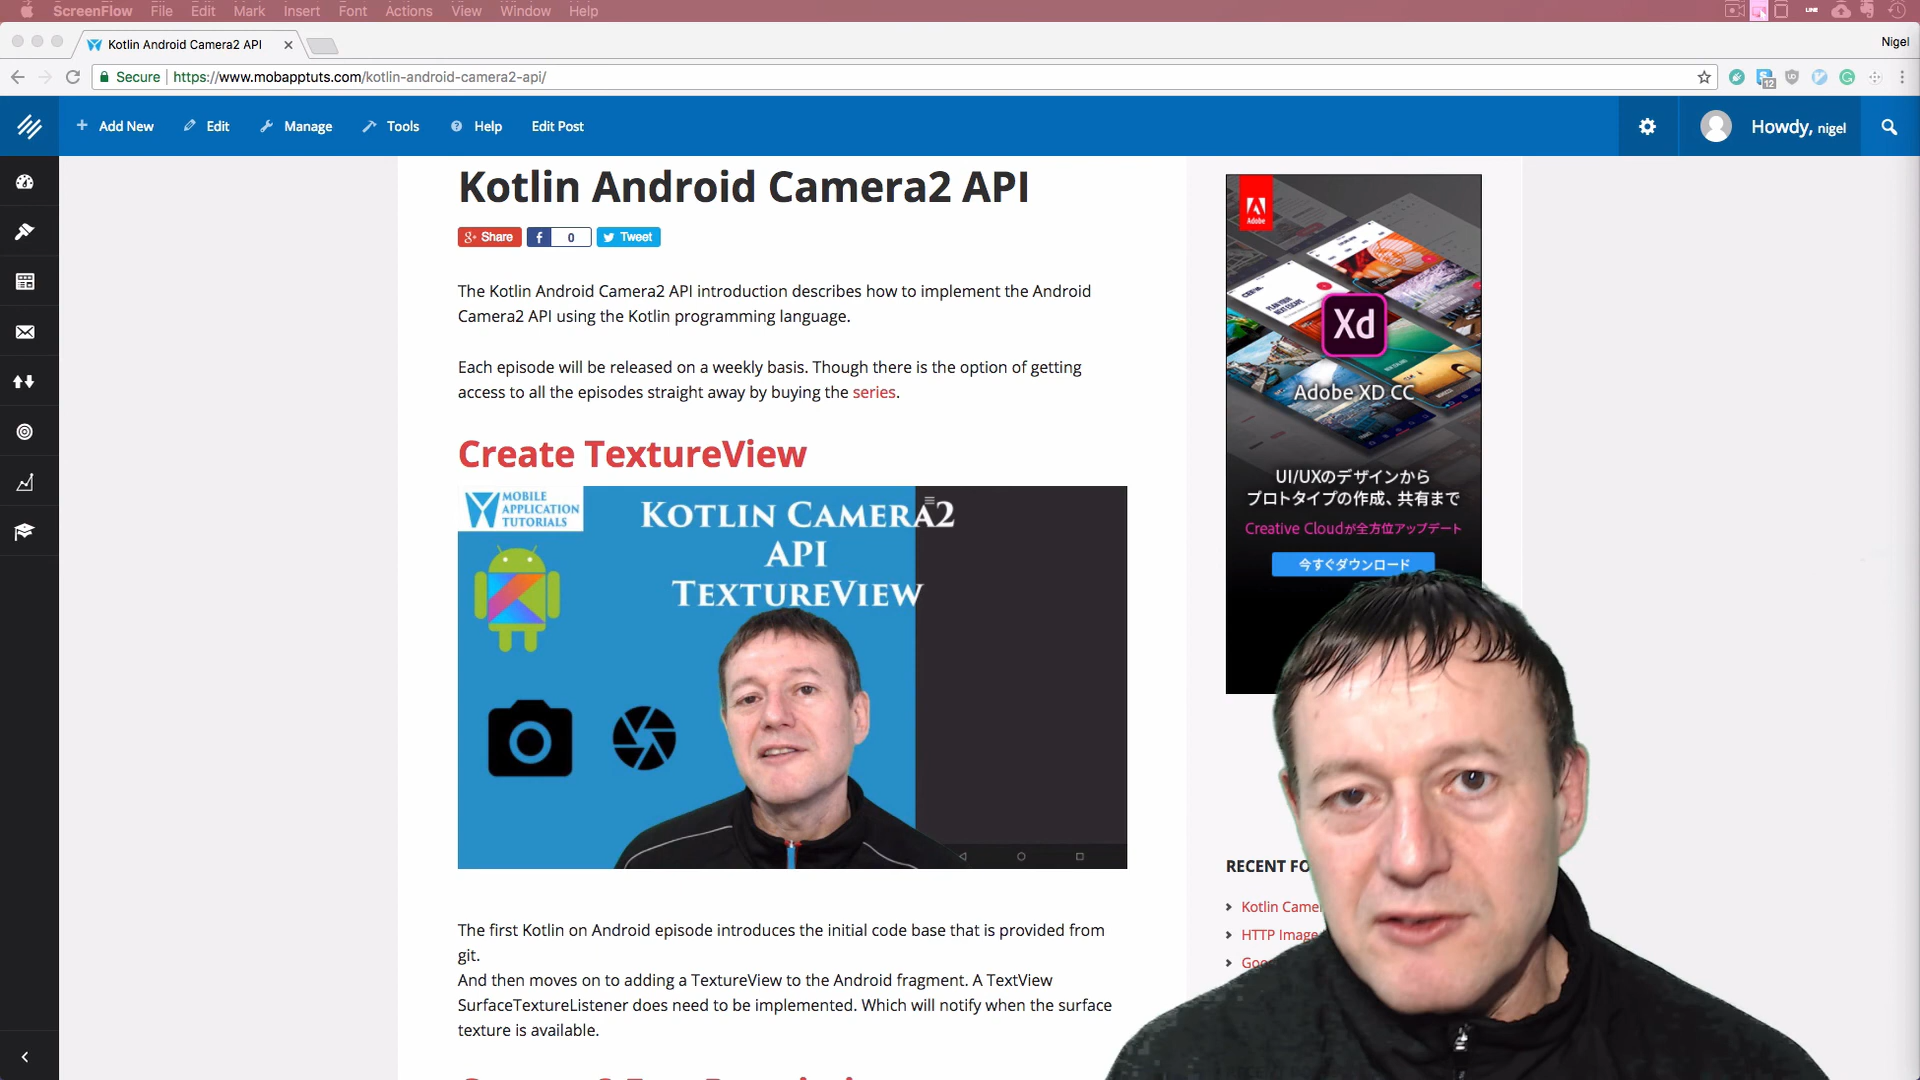 ScreenFlow File Edit Mark Insert Font Actions View Window Help
LINE
Kotlin Android Camera2 API
Nigel
Secure https://www.mobapptuts.com/kotlin-android-camera2-api/
12
Add New Edit Manage Tools Help Edit Post
Howdy, nigel
Kotlin Android Camera2 API
Share 0 Tweet
The Kotlin Android Camera2 API introduction describes how to implement the Android
Camera2 API using the Kotlin programming language.
Each episode will be released on a weekly basis. Though there is the option of getting
access to all the episodes straight away by buying the series.
Create TextureView
MOBILE
APPLICATION
TUTORIALS
KOTLIN CAMERA2
API
TEXTUREVIEW
The first Kotlin on Android episode introduces the initial code base that is provided from
git.
And then moves on to adding a TextureView to the Android fragment. A TextView
SurfaceTextureListener does need to be implemented. Which will notify when the surface
texture is available.
Adobe
Xd
Adobe XD CC
UI/UXのデザインから
プロトタイプの作成、共有まで
Creative Cloudが全方位アップデート
今すぐダウンロード
RECENT FO
Kotlin Came
HTTP Image
Goo